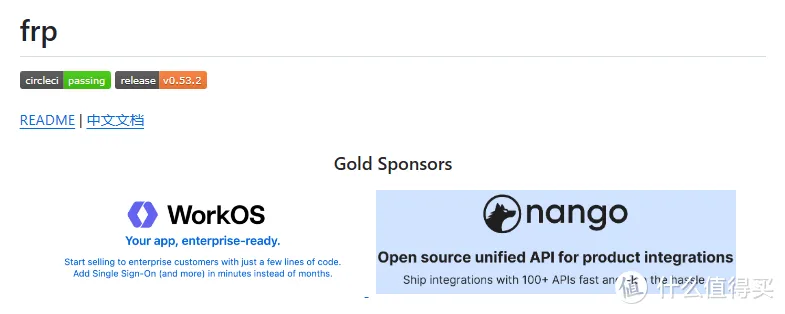 frp
circleci passing release v0.53.2
README | 中文文档
Gold Sponsors
WorkOS
Your app, enterprise-ready.
Start selling to enterprise customers with just a few lines of code.
Add Single Sign-On (and more) in minutes instead of months.
nango
Open source unified API for product integrations
Ship integrations with 100+ APIs fast and the hassle
值 什么值得买